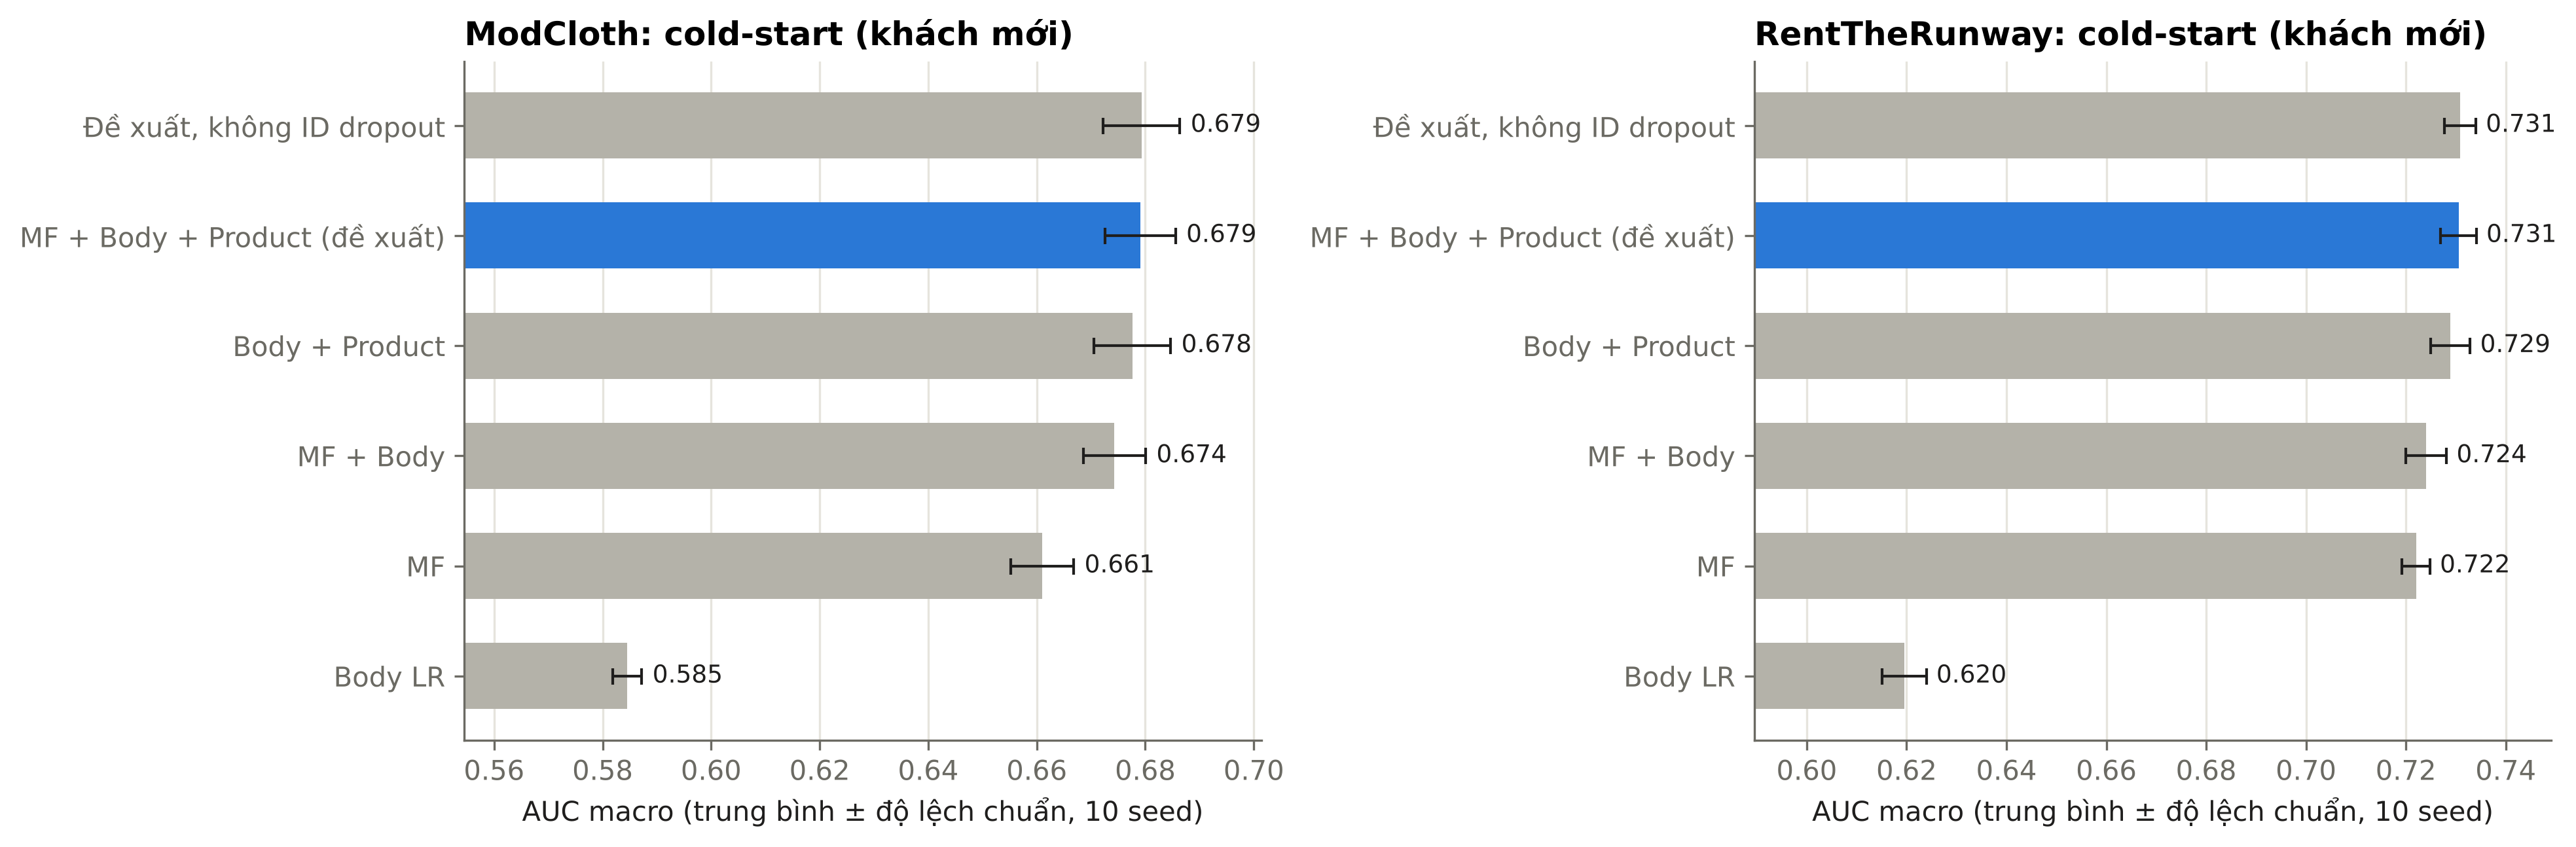 ModCloth: cold-start (khách mới)
Đề xuất, không ID dropout
0.679
MF + Body + Product (đề xuất)
0.679
Body + Product
0.678
MF + Body
0.674
MF
0.661
Body LR
0.585
0.56 0.58 0.60 0.62 0.64 0.66 0.68 0.70
AUC macro (trung bình ± độ lệch chuẩn, 10 seed)
RentTheRunway: cold-start (khách mới)
Đề xuất, không ID dropout
0.731
MF + Body + Product (đề xuất)
0.731
Body + Product
0.729
MF + Body
0.724
MF
0.722
Body LR
0.620
0.60 0.62 0.64 0.66 0.68 0.70 0.72 0.74
AUC macro (trung bình ± độ lệch chuẩn, 10 seed)